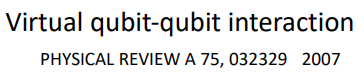 Virtual qubit-qubit interaction
PHYSICAL REVIEW A 75, 032329 2007